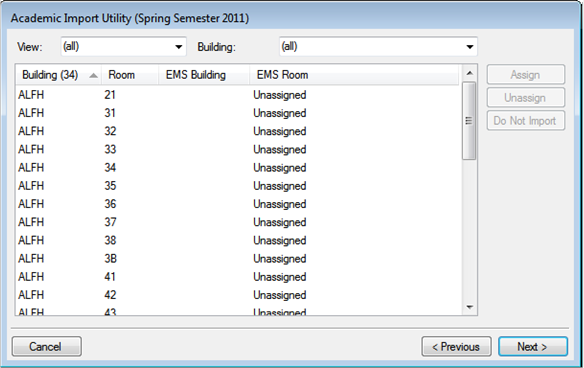 Academic Import Utility (Spring Semester 2011)
View: (all) Building: (all)
Building (34) Room EMS Building EMS Room
Assign
Unassign
Do Not Import
ALFH 21 Unassigned
ALFH 31 Unassigned
ALFH 32 Unassigned
ALFH 33 Unassigned
ALFH 34 Unassigned
ALFH 35 Unassigned
ALFH 36 Unassigned
ALFH 37 Unassigned
ALFH 38 Unassigned
ALFH 3B Unassigned
ALFH 41 Unassigned
ALFH 42 Unassigned
ALFH 43 Unassigned
Cancel < Previous Next >